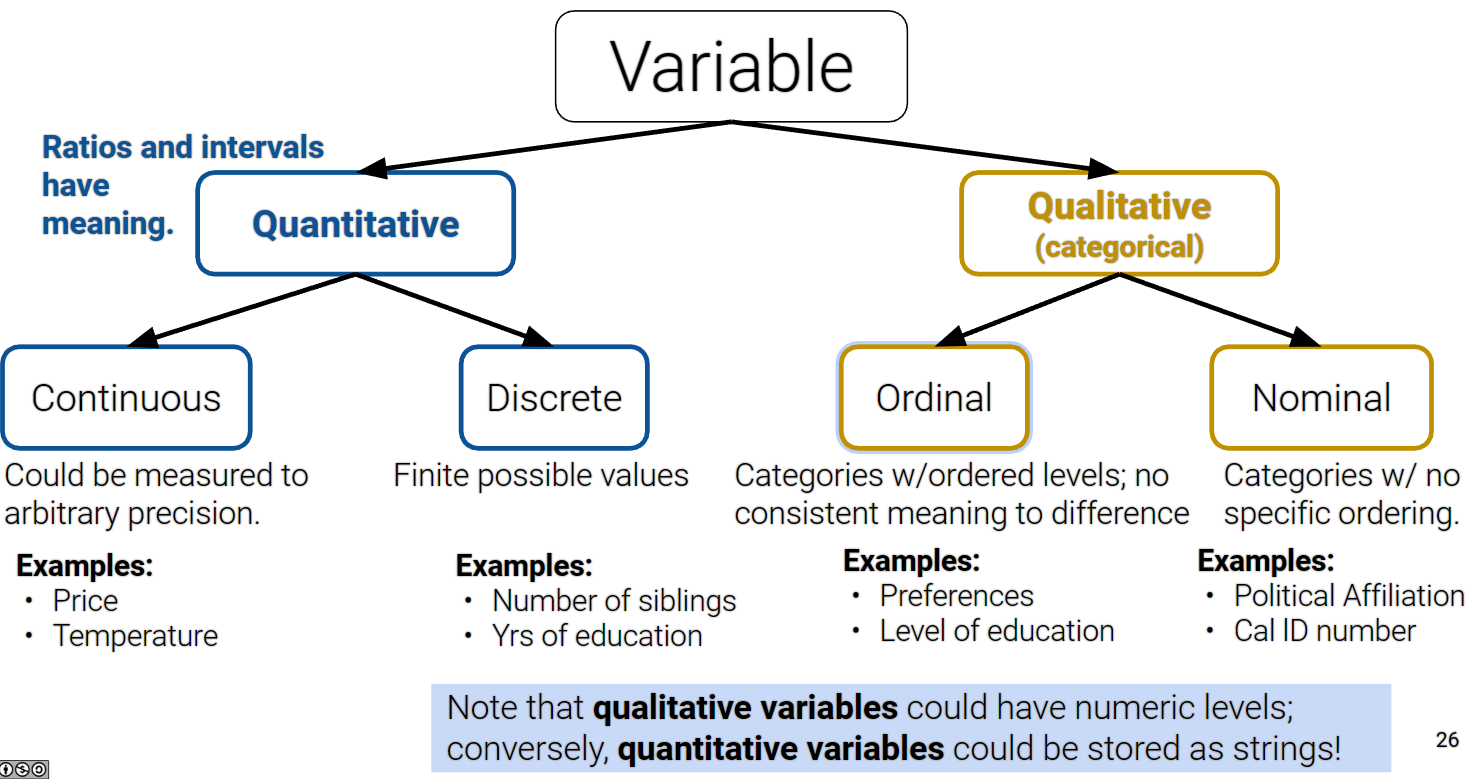 Variable
Ratios and intervals
have
meaning.
Quantitative
Qualitative
(categorical)
Continuous
Discrete
Ordinal
Nominal
Could be measured to
arbitrary precision.
Examples:
• Price
• Temperature
Finite possible values
Examples:
• Number of siblings
• Yrs of education
Categories w/ordered levels; no
consistent meaning to difference
Examples:
• Preferences
• Level of education
Categories w/ no
specific ordering.
Examples:
• Political Affiliation
• Cal ID number
Note that qualitative variables could have numeric levels;
conversely, quantitative variables could be stored as strings!
26